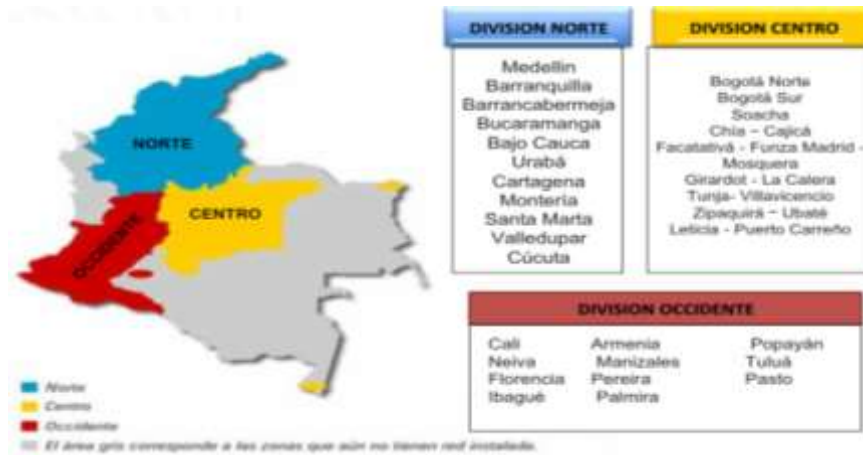 DIVISION NORTE
Medellin
Barranquilla
Barrancabermeja
Bucaramanga
Bajo Cauca
Urabá
Cartagena
Montería
Santa Marta
Valledupar
Cúcuta
DIVISION CENTRO
Bogotá Norte
Bogotá Sur
Soacha
Chía – Cajicá
Facatativá - Funza Madrid -
Mosquera
Girardot - La Calera
Tunja- Villavicencio
Zipaquirá – Ubaté
Leticia - Puerto Carreño
NORTE
CENTRO
OCCIDENTE
DIVISION OCCIDENTE
Cali Armenia Popayán
Neiva Manizales Tuluá
Florencia Pereira Pasto
Ibagué Palmira
Norte
Centro
Occidente
El área gris corresponde a las zonas que aún no tienen red instalada.